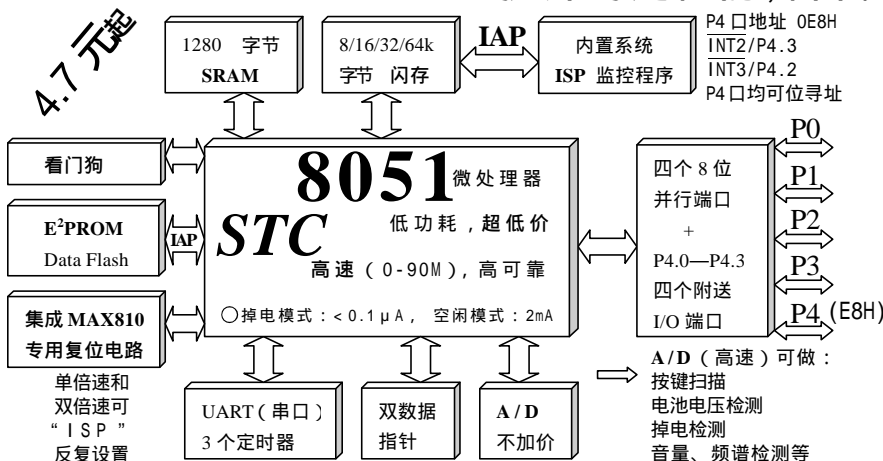 4.7 元起
1280 字节
SRAM
8/16/32/64k
字节 闪存
IAP
内置系统
ISP 监控程序
P4 口地址 0E8H
INT2/P4.3
INT3/P4.2
P4 口均可位寻址
看门狗
E²PROM
Data Flash
IAP
集成 MAX810
专用复位电路
单倍速和
双倍速可
“ISP”
反复设置
8051 微处理器
STC
低功耗，超低价
高速（0-90M），高可靠
○掉电模式：<0.1μA， 空闲模式：2mA
四个 8 位
并行端口
+
P4.0—P4.3
四个附送
I/O 端口
P0
P1
P2
P3
P4 (E8H)
UART（串口）
3 个定时器
双数据
指针
A/D
不加价
A/D（高速）可做：
按键扫描
电池电压检测
掉电检测
音量、频谱检测等